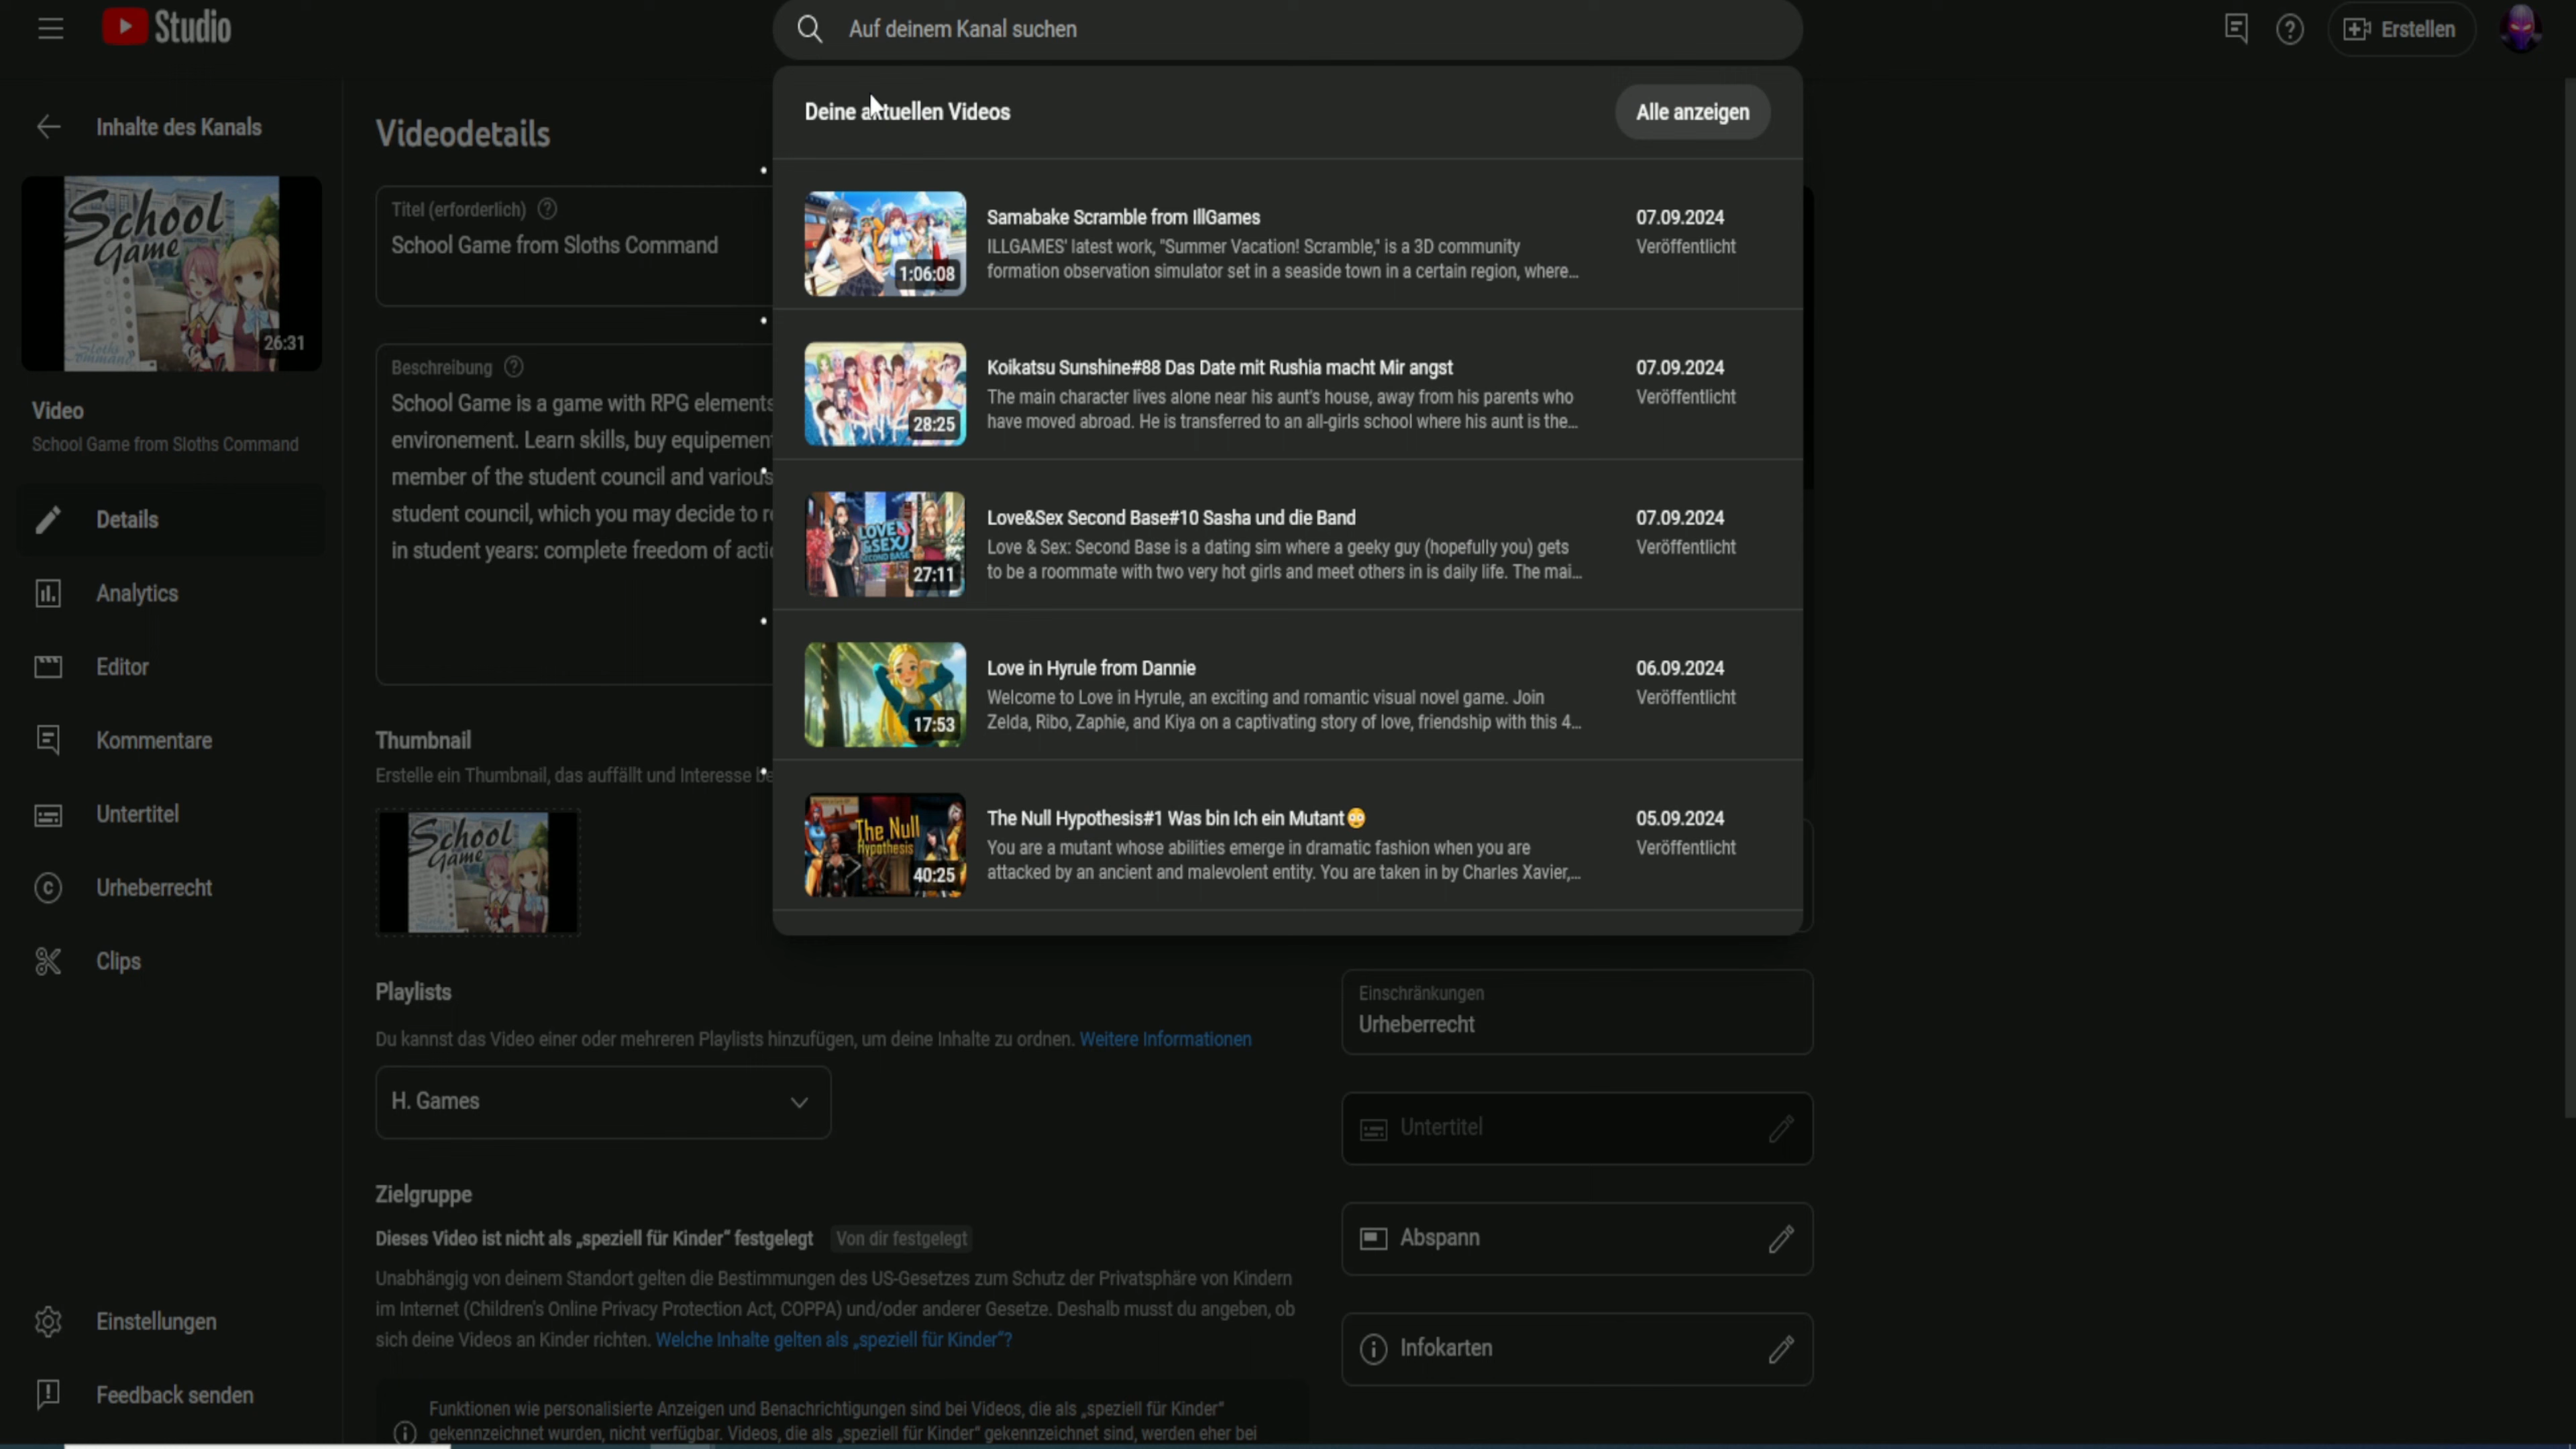 Studio
Auf deinem Kanal suchen
Erstellen
Inhalte des Kanals
School
Game
Sloths
Command
26:31
Video
School Game from Sloths Command
Details
Analytics
Editor
Kommentare
Untertitel
Urheberrecht
Clips
Einstellungen
Feedback senden
Videodetails
Titel (erforderlich)
School Game from Sloths Command
Beschreibung
School Game is a game with RPG elements
environement. Learn skills, buy equipemen
member of the student council and various
student council, which you may decide to r
in student years: complete freedom of acti
Thumbnail
Erstelle ein Thumbnail, das auffällt und Interesse be
School
Game
Playlists
Du kannst das Video einer oder mehreren Playlists hinzufügen, um deine Inhalte zu ordnen. Weitere Informationen
H. Games
Zielgruppe
Dieses Video ist nicht als „speziell für Kinder“ festgelegt Von dir festgelegt
Unabhängig von deinem Standort gelten die Bestimmungen des US-Gesetzes zum Schutz der Privatsphäre von Kindern
im Internet (Children's Online Privacy Protection Act, COPPA) und/oder anderer Gesetze. Deshalb musst du angeben, ob
sich deine Videos an Kinder richten. Welche Inhalte gelten als „speziell für Kinder“?
Funktionen wie personalisierte Anzeigen und Benachrichtigungen sind bei Videos, die als „speziell für Kinder“
gekennzeichnet wurden, nicht verfügbar. Videos, die als „speziell für Kinder“ gekennzeichnet sind, werden eher bei
Deine aktuellen Videos
Alle anzeigen
1:06:08
Samabake Scramble from IllGames
ILLGAMES' latest work, "Summer Vacation! Scramble," is a 3D community
formation observation simulator set in a seaside town in a certain region, where...
07.09.2024
Veröffentlicht
28:25
Koikatsu Sunshine#88 Das Date mit Rushia macht Mir angst
The main character lives alone near his aunt's house, away from his parents who
have moved abroad. He is transferred to an all-girls school where his aunt is the...
07.09.2024
Veröffentlicht
LOVE
&SEX
SECOND BASE
27:11
Love&Sex Second Base#10 Sasha und die Band
Love & Sex: Second Base is a dating sim where a geeky guy (hopefully you) gets
to be a roommate with two very hot girls and meet others in is daily life. The mai...
07.09.2024
Veröffentlicht
17:53
Love in Hyrule from Dannie
Welcome to Love in Hyrule, an exciting and romantic visual novel game. Join
Zelda, Ribo, Zaphie, and Kiya on a captivating story of love, friendship with this 4...
06.09.2024
Veröffentlicht
The Null
Hypothesis
40:25
The Null Hypothesis#1 Was bin Ich ein Mutant😳
You are a mutant whose abilities emerge in dramatic fashion when you are
attacked by an ancient and malevolent entity. You are taken in by Charles Xavier,...
05.09.2024
Veröffentlicht
Einschränkungen
Urheberrecht
Untertitel
Abspann
Infokarten